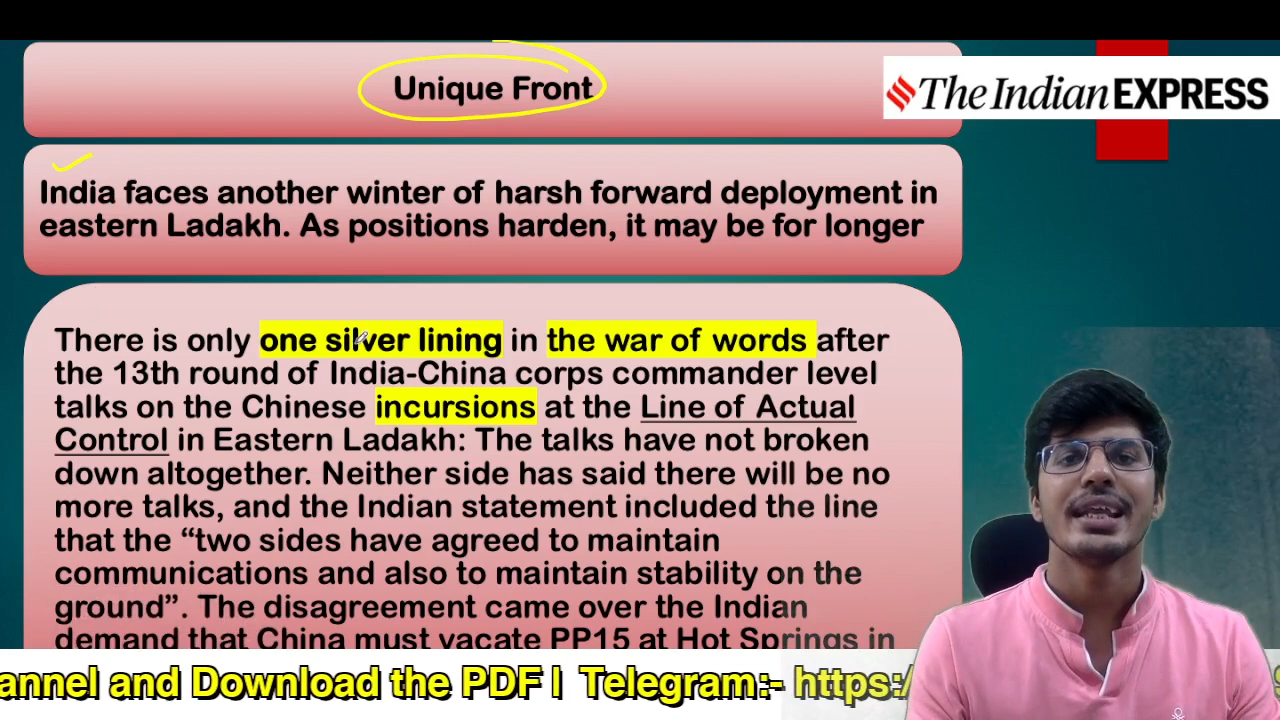 Unique Front
The Indian EXPRESS
India faces another winter of harsh forward deployment in
eastern Ladakh. As positions harden, it may be for longer
There is only one silver lining in the war of words after
the 13th round of India-China corps commander level
talks on the Chinese incursions at the Line of Actual
Control in Eastern Ladakh: The talks have not broken
down altogether. Neither side has said there will be no
more talks, and the Indian statement included the line
that the “two sides have agreed to maintain
communications and also to maintain stability on the
ground”. The disagreement came over the Indian
demand that China must vacate PP15 at Hot Springs in
annel and Download the PDF I Telegram:- https:/